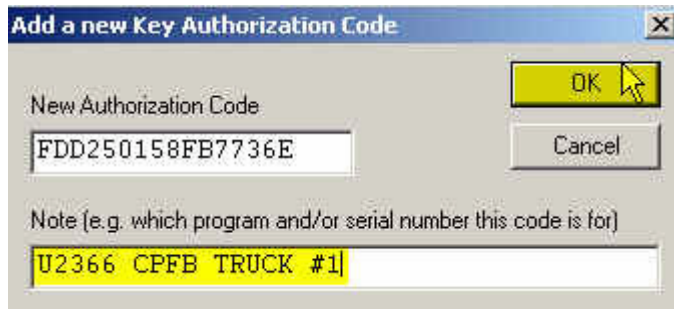 Add a new Key Authorization Code
OK
New Authorization Code
FDD250158FB7736E
Cancel
Note (e.g. which program and/or serial number this code is for)
U2366 CPFB TRUCK #1